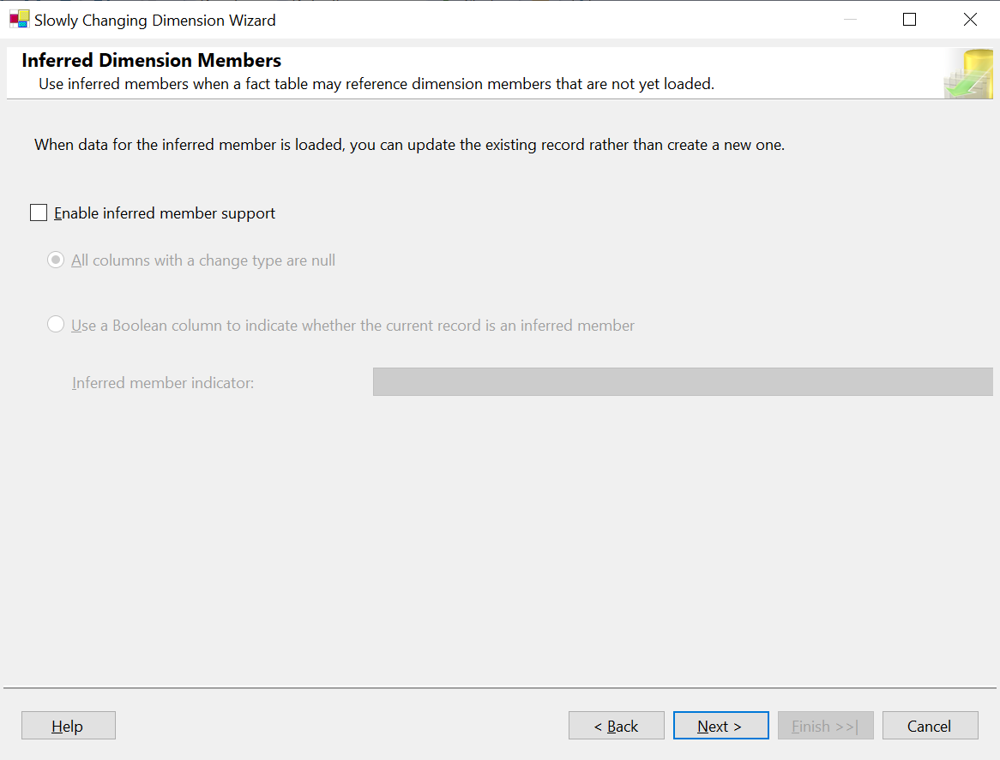 Slowly Changing Dimension Wizard
Inferred Dimension Members
Use inferred members when a fact table may reference dimension members that are not yet loaded.
When data for the inferred member is loaded, you can update the existing record rather than create a new one.
Enable inferred member support
All columns with a change type are null
Use a Boolean column to indicate whether the current record is an inferred member
Inferred member indicator:
Help
< Back
Next >
Finish >>|
Cancel